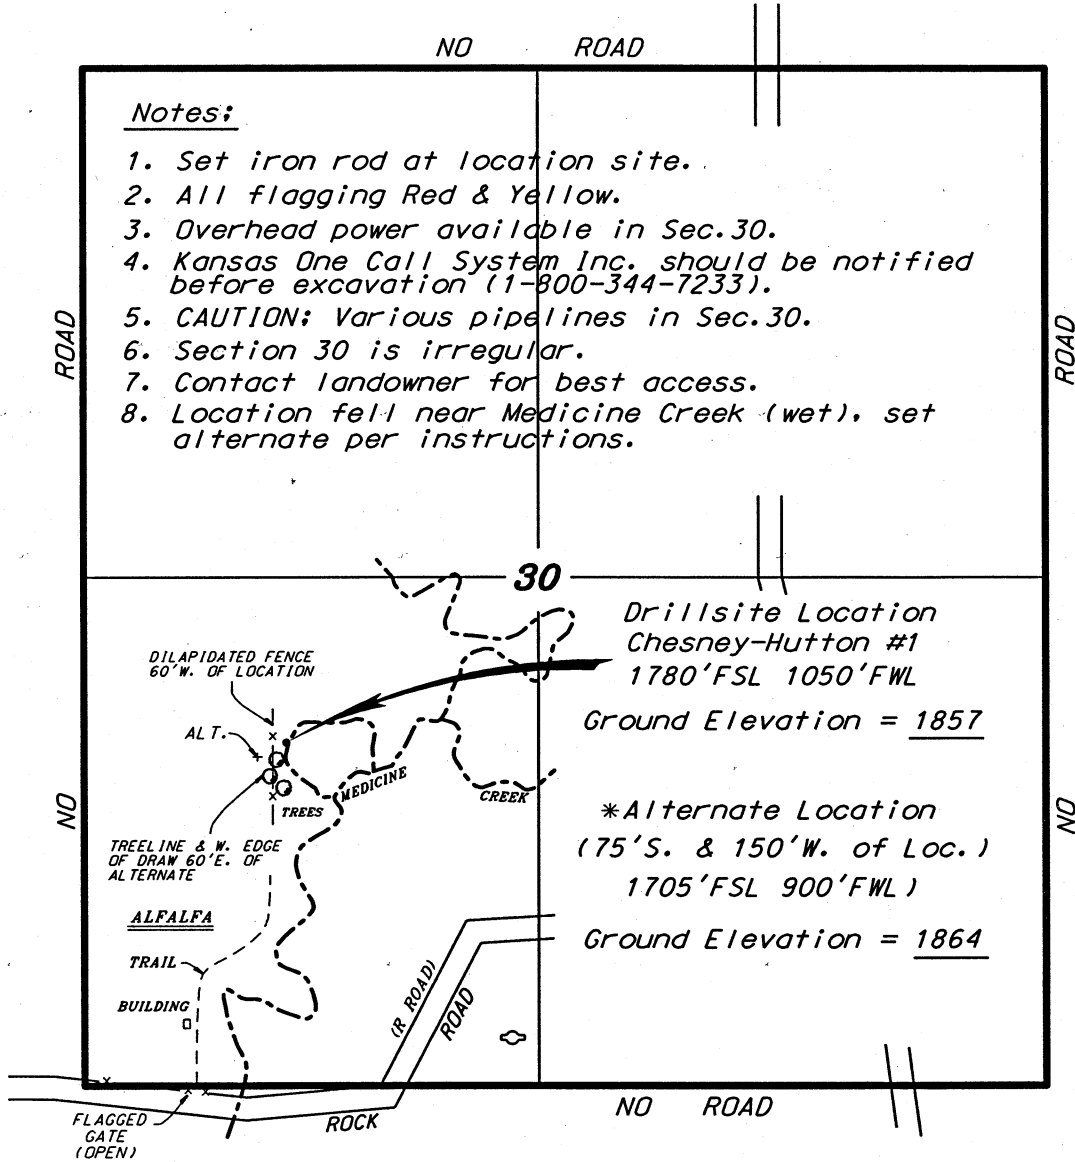 NO ROAD
Notes:
1. Set iron rod at location site.
2. All flagging Red & Yellow.
3. Overhead power available in Sec.30.
4. Kansas One Call System Inc. should be notified
before excavation (1-800-344-7233).
5. CAUTION: Various pipelines in Sec.30.
6. Section 30 is irregular.
7. Contact landowner for best access.
8. Location fell near Medicine Creek (wet), set
alternate per instructions.
NO ROAD
NO ROAD
30
Drillsite Location
Chesney-Hutton #1
1780'FSL 1050'FWL
Ground Elevation = 1857
*Alternate Location
(75'S. & 150'W. of Loc.)
1705'FSL 900'FWL)
Ground Elevation = 1864
DILAPIDATED FENCE
60'W. OF LOCATION
ALT.
TREES
MEDICINE
CREEK
TREELINE & W. EDGE
OF DRAW 60'E. OF
ALTERNATE
ALFALFA
TRAIL
BUILDING
(R ROAD)
ROAD
ROCK
FLAGGED
GATE
(OPEN)
NO ROAD